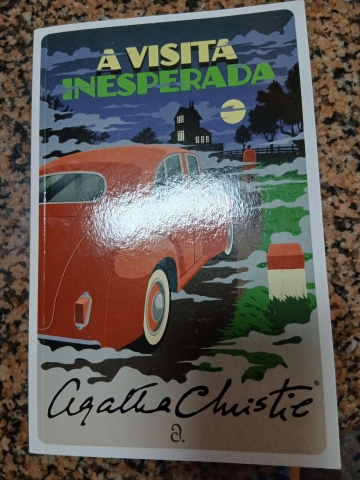 A VISITA
INESPERADA
Agatha Christie®
a.